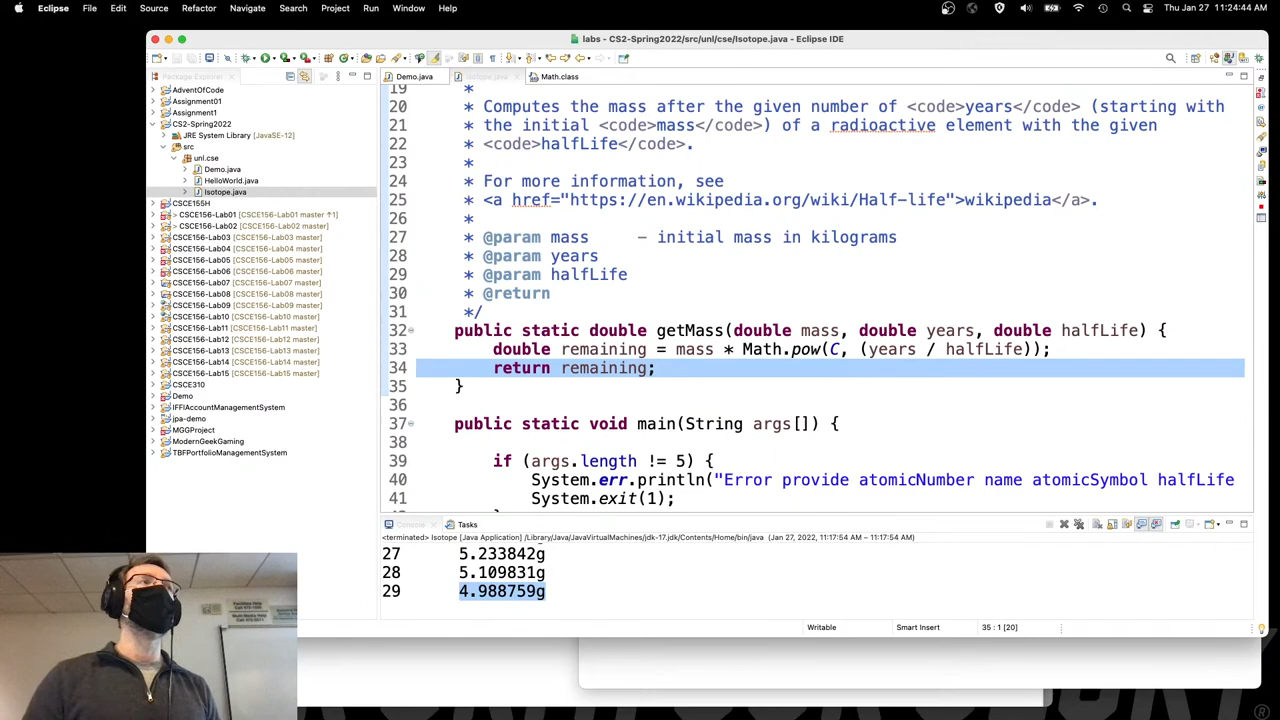 Eclipse File Edit Source Refactor Navigate Search Project Run Window Help Thu Jan 27 11:24:44
labs - CS2-Spring2022/src/unl/cse/Isotope.java - Eclipse IDE
Package Explorer
Demo.java Isotope.java Math.class
AdventOfCode
Assignment01
Assignment1
CS2-Spring2022
JRE System Library [JavaSE-12]
src
unl.cse
Demo.java
HelloWorld.java
Isotope.java
CSCE155H
> CSCE156-Lab01 [CSCE156-Lab01 master ↑1]
> CSCE156-Lab02 [CSCE156-Lab02 master]
CSCE156-Lab03 [CSCE156-Lab03 master]
CSCE156-Lab04 [CSCE156-Lab04 master]
CSCE156-Lab05 [CSCE156-Lab05 master]
CSCE156-Lab06 [CSCE156-Lab06 master]
CSCE156-Lab07 [CSCE156-Lab07 master]
CSCE156-Lab08 [CSCE156-Lab08 master]
CSCE156-Lab09 [CSCE156-Lab09 master]
CSCE156-Lab10 [CSCE156-Lab10 master]
CSCE156-Lab11 [CSCE156-Lab11 master]
CSCE156-Lab12 [CSCE156-Lab12 master]
CSCE156-Lab13 [CSCE156-Lab13 master]
CSCE156-Lab14 [CSCE156-Lab14 master]
CSCE156-Lab15 [CSCE156-Lab15 master]
CSCE310
Demo
IFFIAccountManagementSystem
jpa-demo
MGGProject
ModernGeekGaming
TBFPortfolioManagementSystem
19 *
20 * Computes the mass after the given number of <code>years</code> (starting with
21 * the initial <code>mass</code>) of a radioactive element with the given
22 * <code>halfLife</code>.
23 *
24 * For more information, see
25 * <a href="https://en.wikipedia.org/wiki/Half-life">wikipedia</a>.
26 *
27 * @param mass - initial mass in kilograms
28 * @param years
29 * @param halfLife
30 * @return
31 */
32 public static double getMass(double mass, double years, double halfLife) {
33 double remaining = mass * Math.pow(C, (years / halfLife));
34 return remaining;
35 }
36
37 public static void main(String args[]) {
38
39 if (args.length != 5) {
40 System.err.println("Error provide atomicNumber name atomicSymbol halfLife
41 System.exit(1);
Console Tasks
<terminated> Isotope [Java Application] /Library/Java/JavaVirtualMachines/jdk-17.jdk/Contents/Home/bin/java (Jan 27, 2022, 11:17:54 AM – 11:17:54 AM)
27 5.233842g
28 5.109831g
29 4.988759g
Writable Smart Insert 35 : 1 [20]